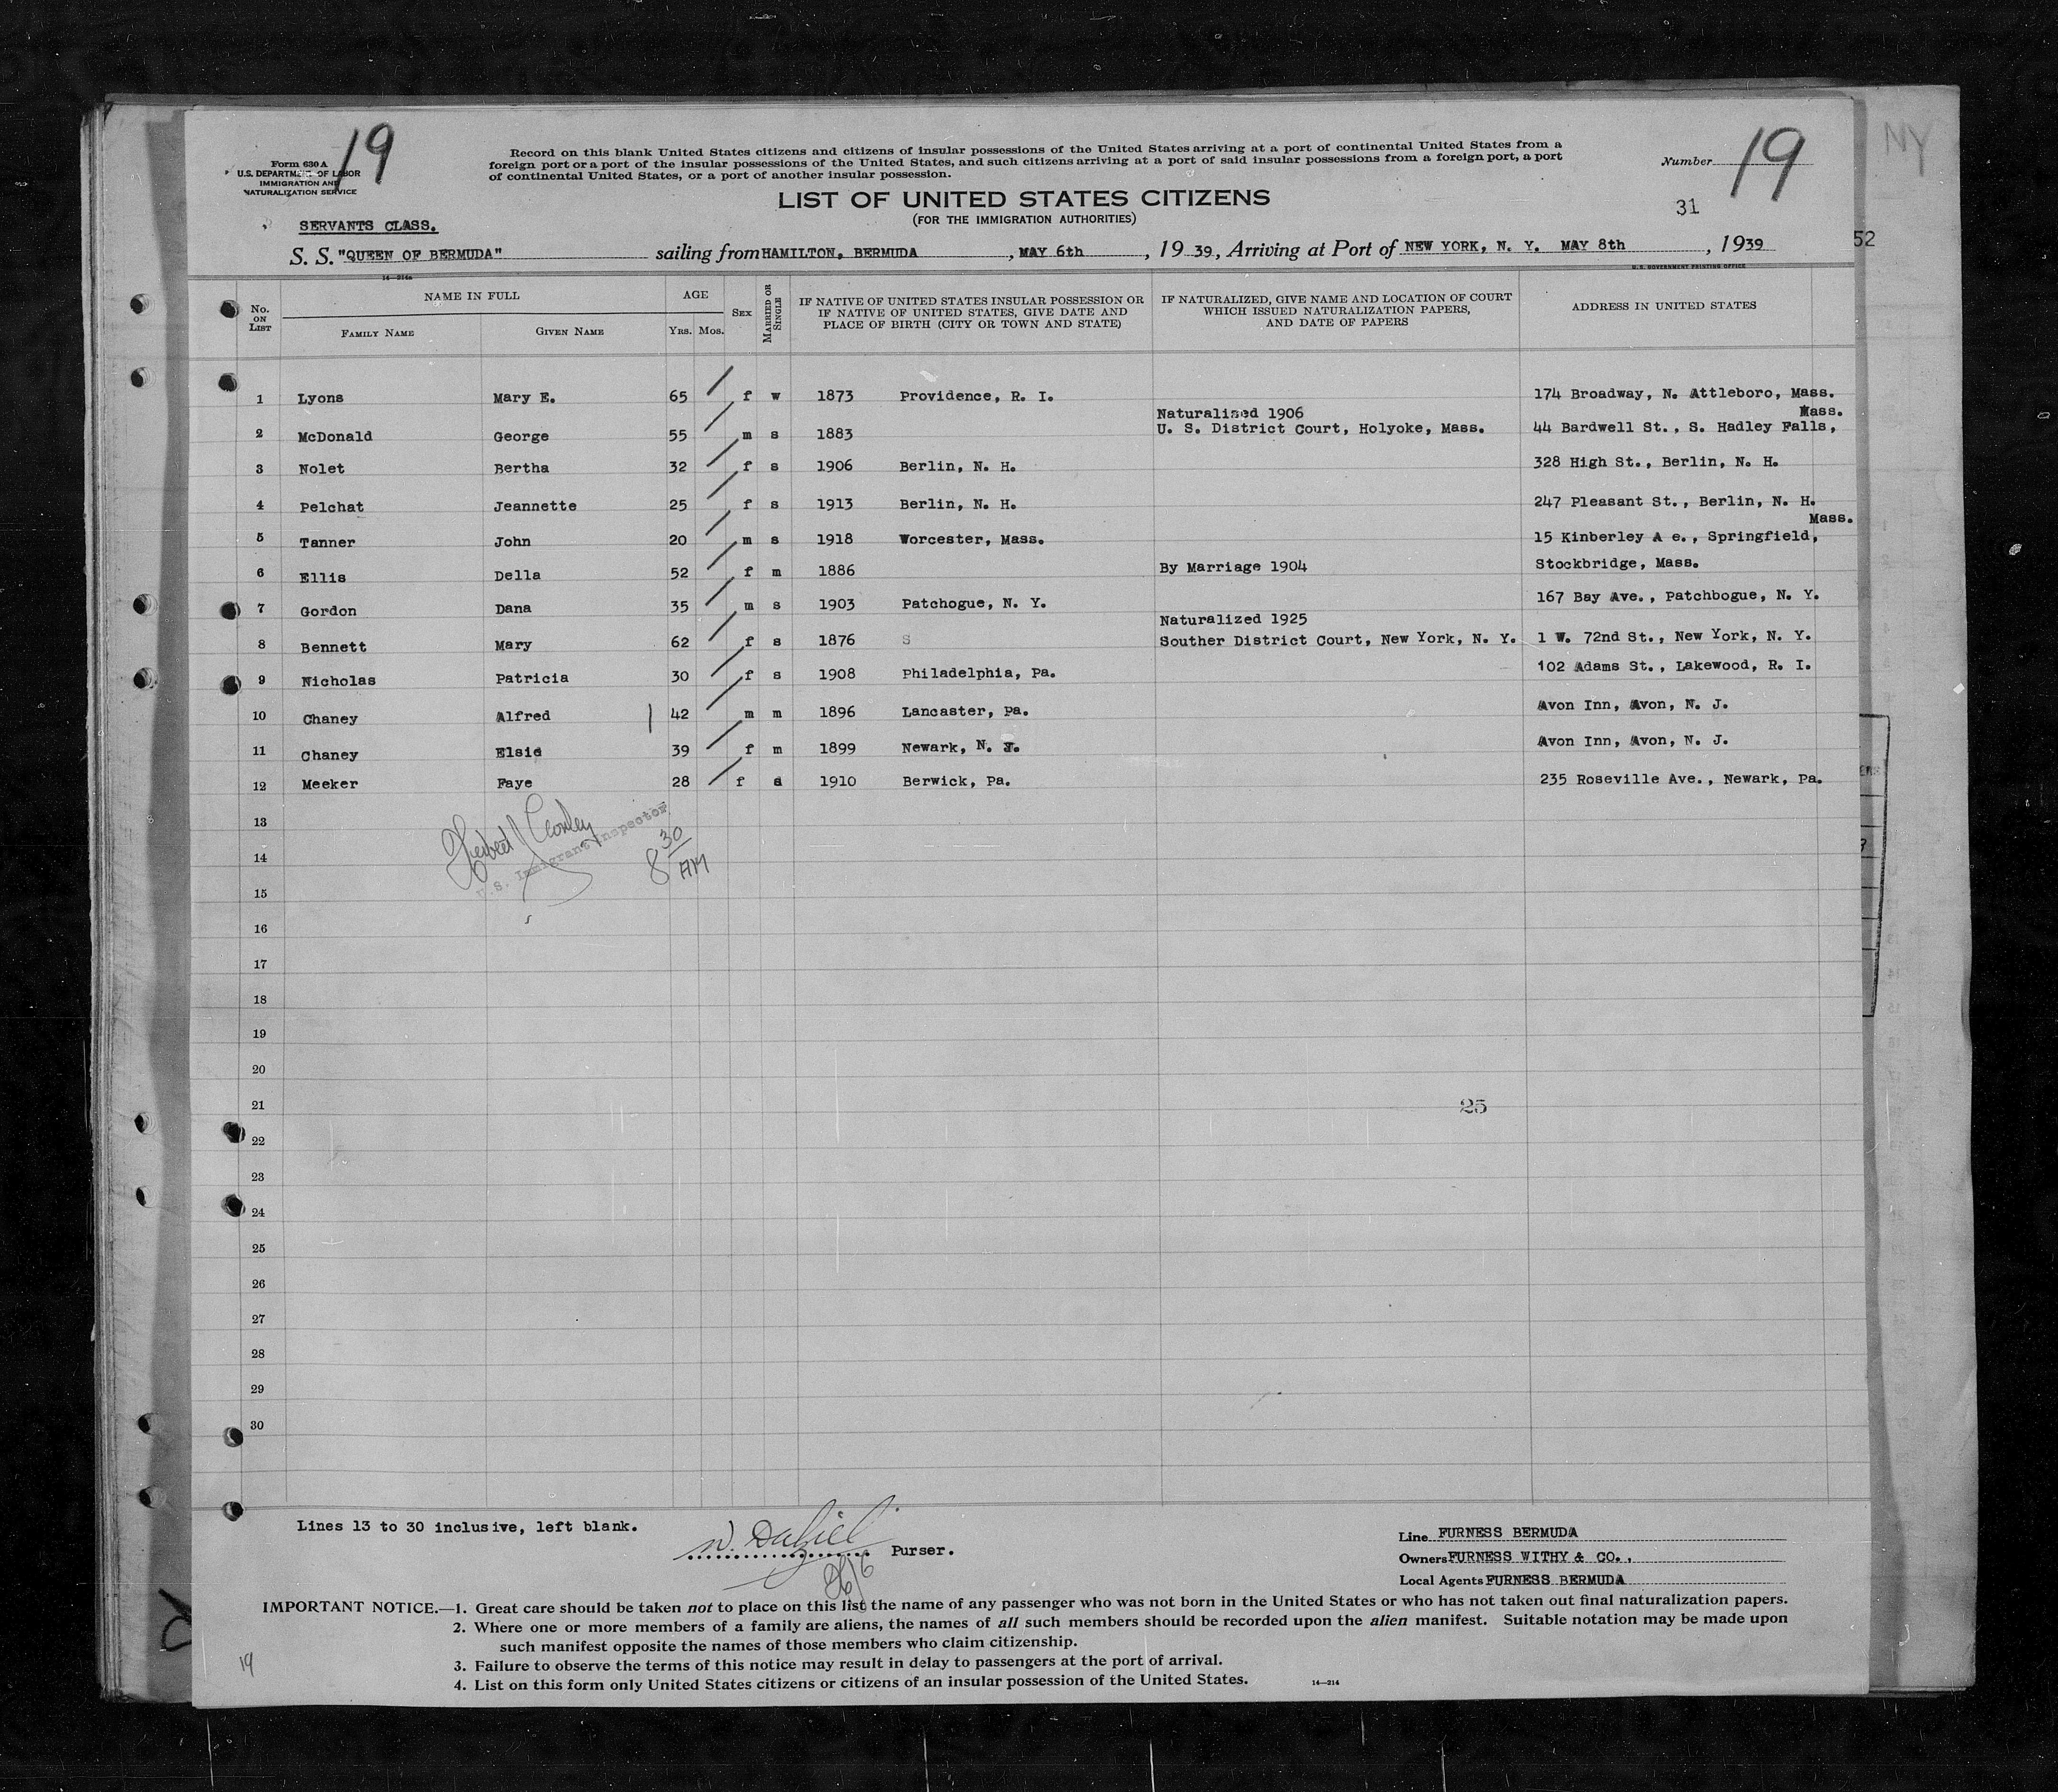 19
Form 630 A
U.S. DEPARTMENT OF LABOR
IMMIGRATION AND
NATURALIZATION SERVICE
Record on this blank United States citizens and citizens of insular possessions of the United States arriving at a port of continental United States from a
foreign port or a port of the insular possessions of the United States, and such citizens arriving at a port of said insular possessions from a foreign port, a port
of continental United States, or a port of another insular possession.
Number 19
NY
LIST OF UNITED STATES CITIZENS
(FOR THE IMMIGRATION AUTHORITIES)
31
52
SERVANTS CLASS.
S. S. "QUEEN OF BERMUDA" sailing from HAMILTON, BERMUDA, MAY 6th, 19 39, Arriving at Port of NEW YORK, N. Y. MAY 8th, 19 39
14—214a
U.S. GOVERNMENT PRINTING OFFICE
No. ON LIST
NAME IN FULL
FAMILY NAME
GIVEN NAME
AGE
YRS. MOS.
SEX
MARRIED OR SINGLE
IF NATIVE OF UNITED STATES INSULAR POSSESSION OR
IF NATIVE OF UNITED STATES, GIVE DATE AND
PLACE OF BIRTH (CITY OR TOWN AND STATE)
IF NATURALIZED, GIVE NAME AND LOCATION OF COURT
WHICH ISSUED NATURALIZATION PAPERS,
AND DATE OF PAPERS
ADDRESS IN UNITED STATES
1 Lyons Mary E. 65 f w 1873 Providence, R. I. 174 Broadway, N. Attleboro, Mass.
Naturalized 1906 Mass.
2 McDonald George 55 m s 1883 U. S. District Court, Holyoke, Mass. 44 Bardwell St., S. Hadley Falls,
3 Nolet Bertha 32 f s 1906 Berlin, N. H. 328 High St., Berlin, N. H.
4 Pelchat Jeannette 25 f s 1913 Berlin, N. H. 247 Pleasant St., Berlin, N. H.
Mass.
5 Tanner John 20 m s 1918 Worcester, Mass. 15 Kinberley A e., Springfield,
6 Ellis Della 52 f m 1886 By Marriage 1904 Stockbridge, Mass.
7 Gordon Dana 35 m s 1903 Patchogue, N. Y. 167 Bay Ave., Patchbogue, N. Y.
Naturalized 1925
8 Bennett Mary 62 f s 1876 S Souther District Court, New York, N. Y. 1 W. 72nd St., New York, N. Y.
9 Nicholas Patricia 30 f s 1908 Philadelphia, Pa. 102 Adams St., Lakewood, R. I.
10 Chaney Alfred 42 m m 1896 Lancaster, Pa. Avon Inn, Avon, N. J.
11 Chaney Elsie 39 f m 1899 Newark, N. J. Avon Inn, Avon, N. J.
12 Meeker Faye 28 f 1910 Berwick, Pa. 235 Roseville Ave., Newark, Pa.
13
U.S. Immigrant Inspector
8 30 AM
14
15
16
17
18
19
20
21
25
22
23
24
25
26
27
28
29
30
Lines 13 to 30 inclusive, left blank.
Purser.
Line FURNESS BERMUDA
Owners FURNESS WITHY & CO.,
Local Agents FURNESS BERMUDA
IMPORTANT NOTICE.—1. Great care should be taken not to place on this list the name of any passenger who was not born in the United States or who has not taken out final naturalization papers.
2. Where one or more members of a family are aliens, the names of all such members should be recorded upon the alien manifest. Suitable notation may be made upon
such manifest opposite the names of those members who claim citizenship.
3. Failure to observe the terms of this notice may result in delay to passengers at the port of arrival.
4. List on this form only United States citizens or citizens of an insular possession of the United States.
14—214
19